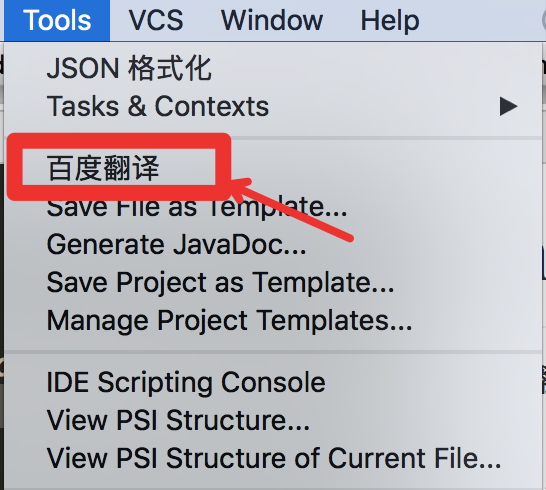 Tools VCS Window Help
JSON 格式化
Tasks & Contexts
百度翻译
Save File as Template...
Generate JavaDoc...
Save Project as Template...
Manage Project Templates...
IDE Scripting Console
View PSI Structure...
View PSI Structure of Current File...